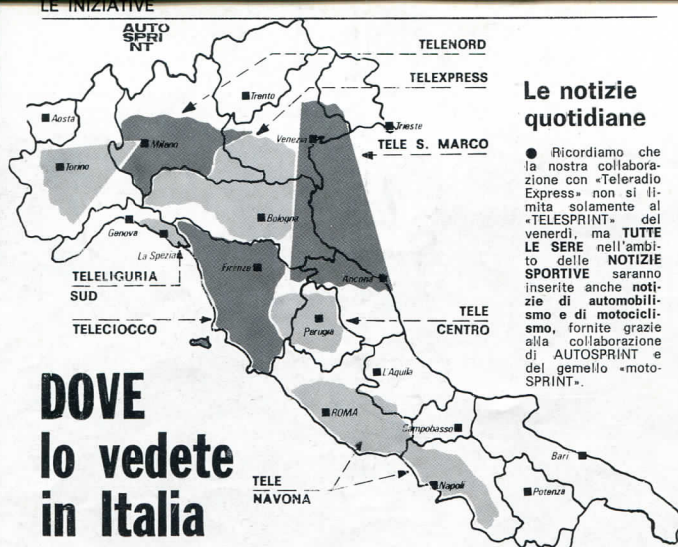 LE INIZIATIVE
AUTO
SPRI
NT
TELENORD
TELEXPRESS
TELE S. MARCO
Trento
Aosta
Trieste
Venezia
Milano
Torino
Bologna
Genova
La Spezia
Firenze
Ancona
TELELIGURIA
SUD
TELECIOCCO
TELE
CENTRO
Perugia
L'Aquila
ROMA
Campobasso
Bari
Napoli
Potenza
TELE
NAVONA
DOVE
lo vedete
in Italia
Le notizie
quotidiane
● Ricordiamo che
la nostra collabora-
zione con «Teleradio
Express» non si li-
mita solamente al
«TELESPRINT» del
venerdì, ma TUTTE
LE SERE nell'ambi-
to delle NOTIZIE
SPORTIVE saranno
inserite anche noti-
zie di automobili-
smo e di motocicli-
smo, fornite grazie
alla collaborazione
di AUTOSPRINT e
del gemello «moto-
SPRINT».